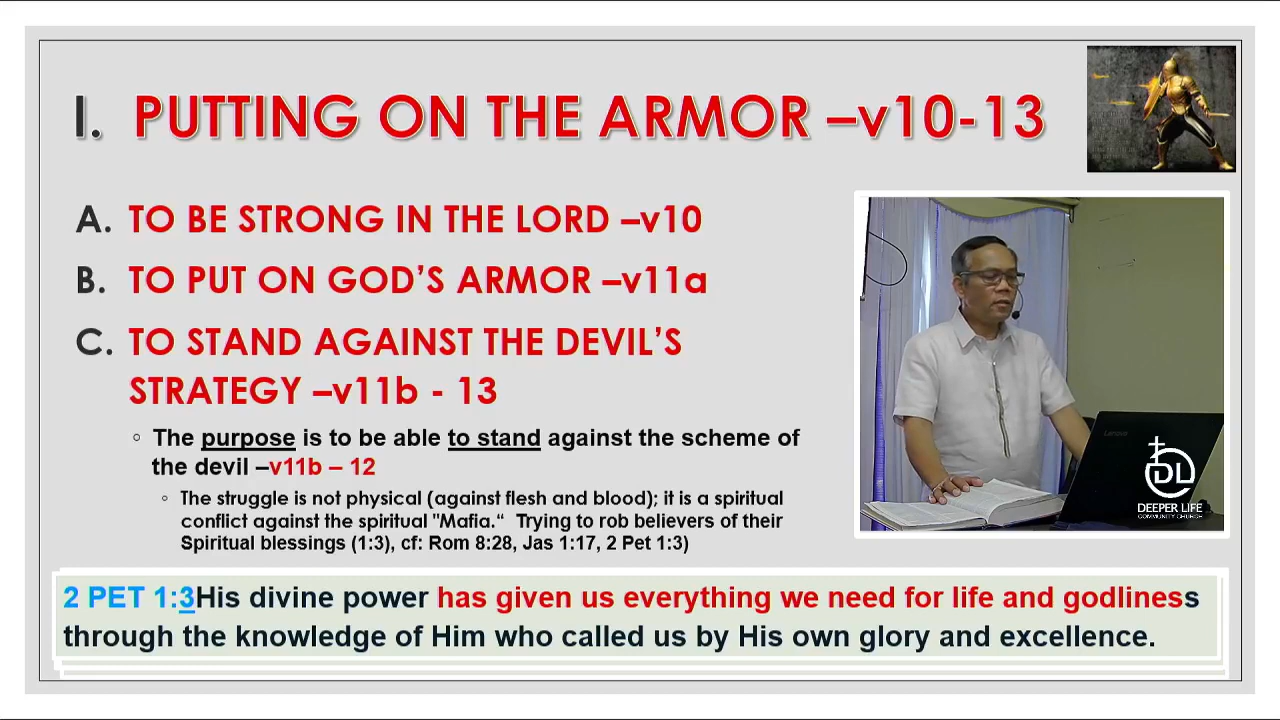 I. PUTTING ON THE ARMOR –v10-13
A. TO BE STRONG IN THE LORD –v10
B. TO PUT ON GOD’S ARMOR –v11a
C. TO STAND AGAINST THE DEVIL’S
STRATEGY –v11b - 13
The purpose is to be able to stand against the scheme of
the devil –v11b – 12
The struggle is not physical (against flesh and blood); it is a spiritual
conflict against the spiritual "Mafia.“ Trying to rob believers of their
Spiritual blessings (1:3), cf: Rom 8:28, Jas 1:17, 2 Pet 1:3)
Lenovo
DL
DEEPER LIFE
COMMUNITY CHURCH
2 PET 1:3His divine power has given us everything we need for life and godliness
through the knowledge of Him who called us by His own glory and excellence.